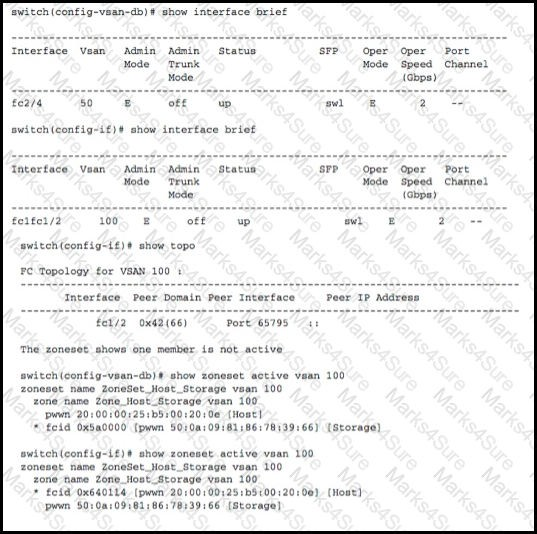 switch(config-vsan-db)# show interface brief
Interface Vsan Admin Admin Status SFP Oper Oper Port
Mode Trunk Mode Speed Channel
Mode (Gbps)
fc2/4 50 E off up swl E 2 --
switch(config-if)# show interface brief
Interface Vsan Admin Admin Status SFP Oper Oper Port
Mode Trunk Mode Speed Channel
Mode (Gbps)
fc1fc1/2 100 E off up swl E 2 --
switch(config-if)# show topo
FC Topology for VSAN 100 :
Interface Peer Domain Peer Interface Peer IP Address
fc1/2 0x42(66) Port 65795 ::
The zoneset shows one member is not active
switch(config-vsan-db)# show zoneset active vsan 100
zoneset name ZoneSet_Host_Storage vsan 100
zone name Zone_Host_Storage vsan 100
pwwn 20:00:00:25:b5:00:20:0e [Host]
* fcid 0x5a0000 [pwwn 50:0a:09:81:86:78:39:66] [Storage]
switch(config-if)# show zoneset active vsan 100
zoneset name ZoneSet_Host_Storage vsan 100
zone name Zone_Host_Storage vsan 100
* fcid 0x640114 [pwwn 20:00:00:25:b5:00:20:0e] [Host]
pwwn 50:0a:09:81:86:78:39:66 [Storage]
Marks4Sure